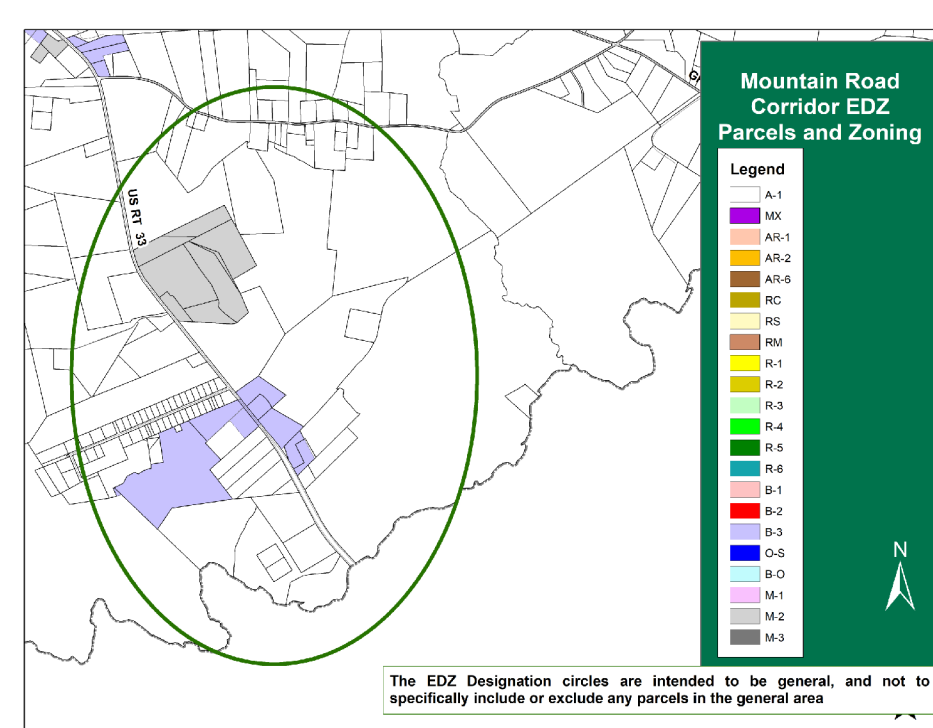 Mountain Road
Corridor EDZ
Parcels and Zoning
Legend
A-1
MX
AR-1
AR-2
AR-6
RC
RS
RM
R-1
R-2
R-3
R-4
R-5
R-6
B-1
B-2
B-3
O-S
B-O
M-1
M-2
M-3
N
US RT 33
The EDZ Designation circles are intended to be general, and not to
specifically include or exclude any parcels in the general area